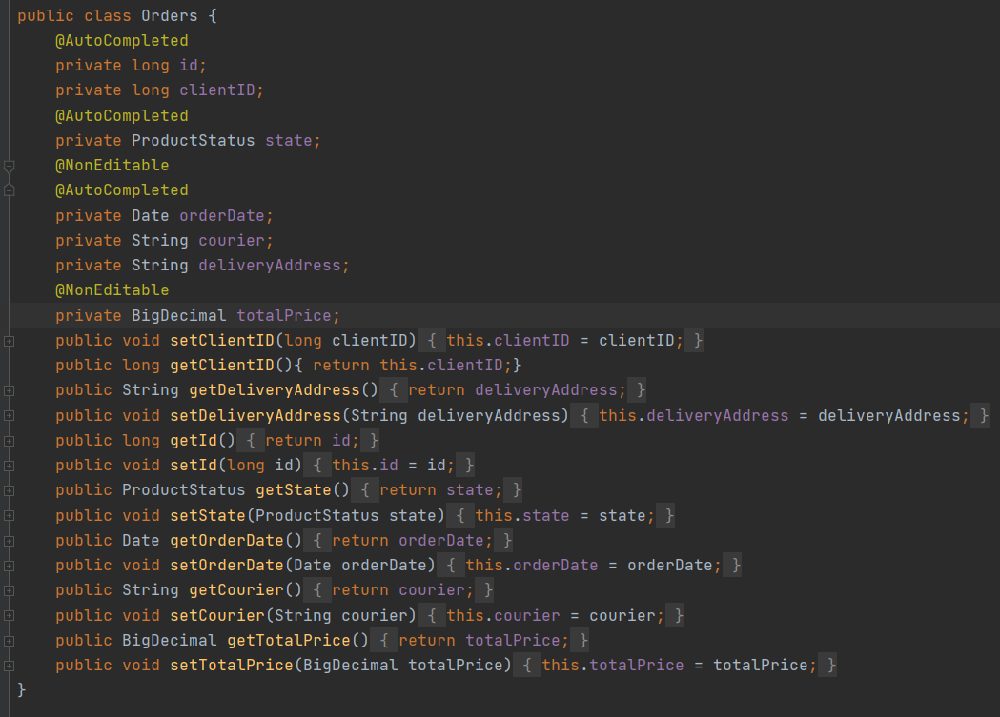 public class Orders {
@AutoCompleted
private long id;
private long clientID;
@AutoCompleted
private ProductStatus state;
@NonEditable
@AutoCompleted
private Date orderDate;
private String courier;
private String deliveryAddress;
@NonEditable
private BigDecimal totalPrice;
public void setClientID(long clientID) { this.clientID = clientID; }
public long getClientID(){ return this.clientID;}
public String getDeliveryAddress() { return deliveryAddress; }
public void setDeliveryAddress(String deliveryAddress) { this.deliveryAddress = deliveryAddress; }
public long getId() { return id; }
public void setId(long id) { this.id = id; }
public ProductStatus getState() { return state; }
public void setState(ProductStatus state) { this.state = state; }
public Date getOrderDate() { return orderDate; }
public void setOrderDate(Date orderDate) { this.orderDate = orderDate; }
public String getCourier() { return courier; }
public void setCourier(String courier) { this.courier = courier; }
public BigDecimal getTotalPrice() { return totalPrice; }
public void setTotalPrice(BigDecimal totalPrice) { this.totalPrice = totalPrice; }
}